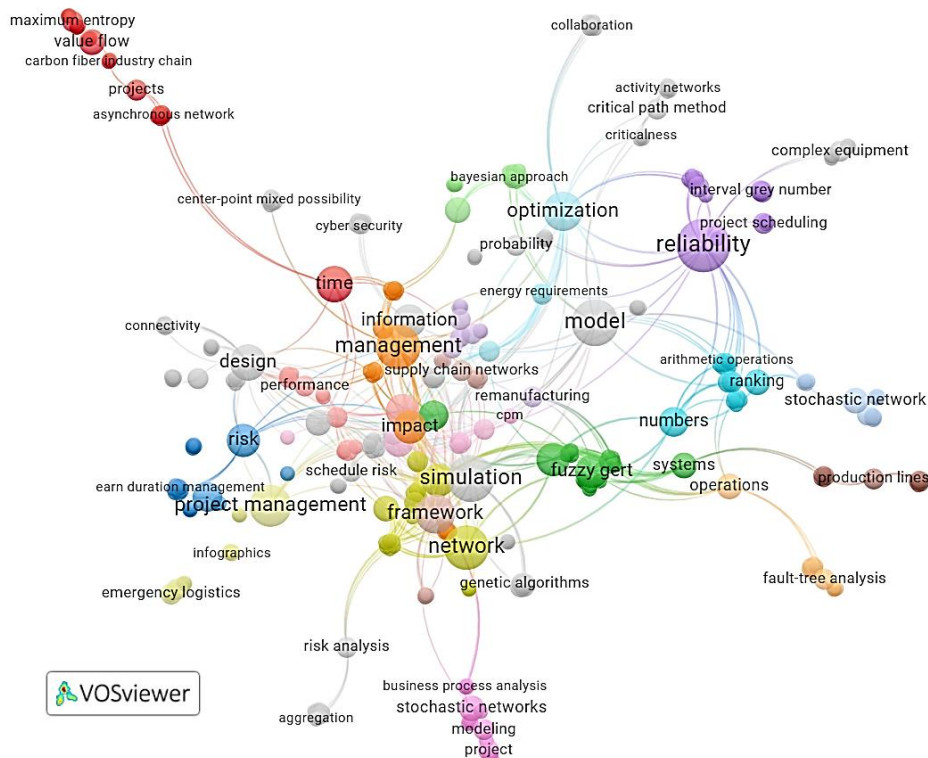 maximum entropy
collaboration
value flow
carbon fiber industry chain
projects
activity networks
critical path method
asynchronous network
criticalness
complex equipment
bayesian approach
interval grey number
center-point mixed possibility
optimization
cyber security
project scheduling
probability
reliability
time
energy requirements
information
model
connectivity
management
design
arithmetic operations
supply chain networks
performance
ranking
remanufacturing
stochastic network
cpm
impact
numbers
risk
schedule risk
simulation
fuzzy gert
systems
earn duration management
operations
production lines
project management
framework
network
infographics
genetic algorithms
fault-tree analysis
emergency logistics
risk analysis
business process analysis
VOSviewer
stochastic networks
aggregation
modeling
project